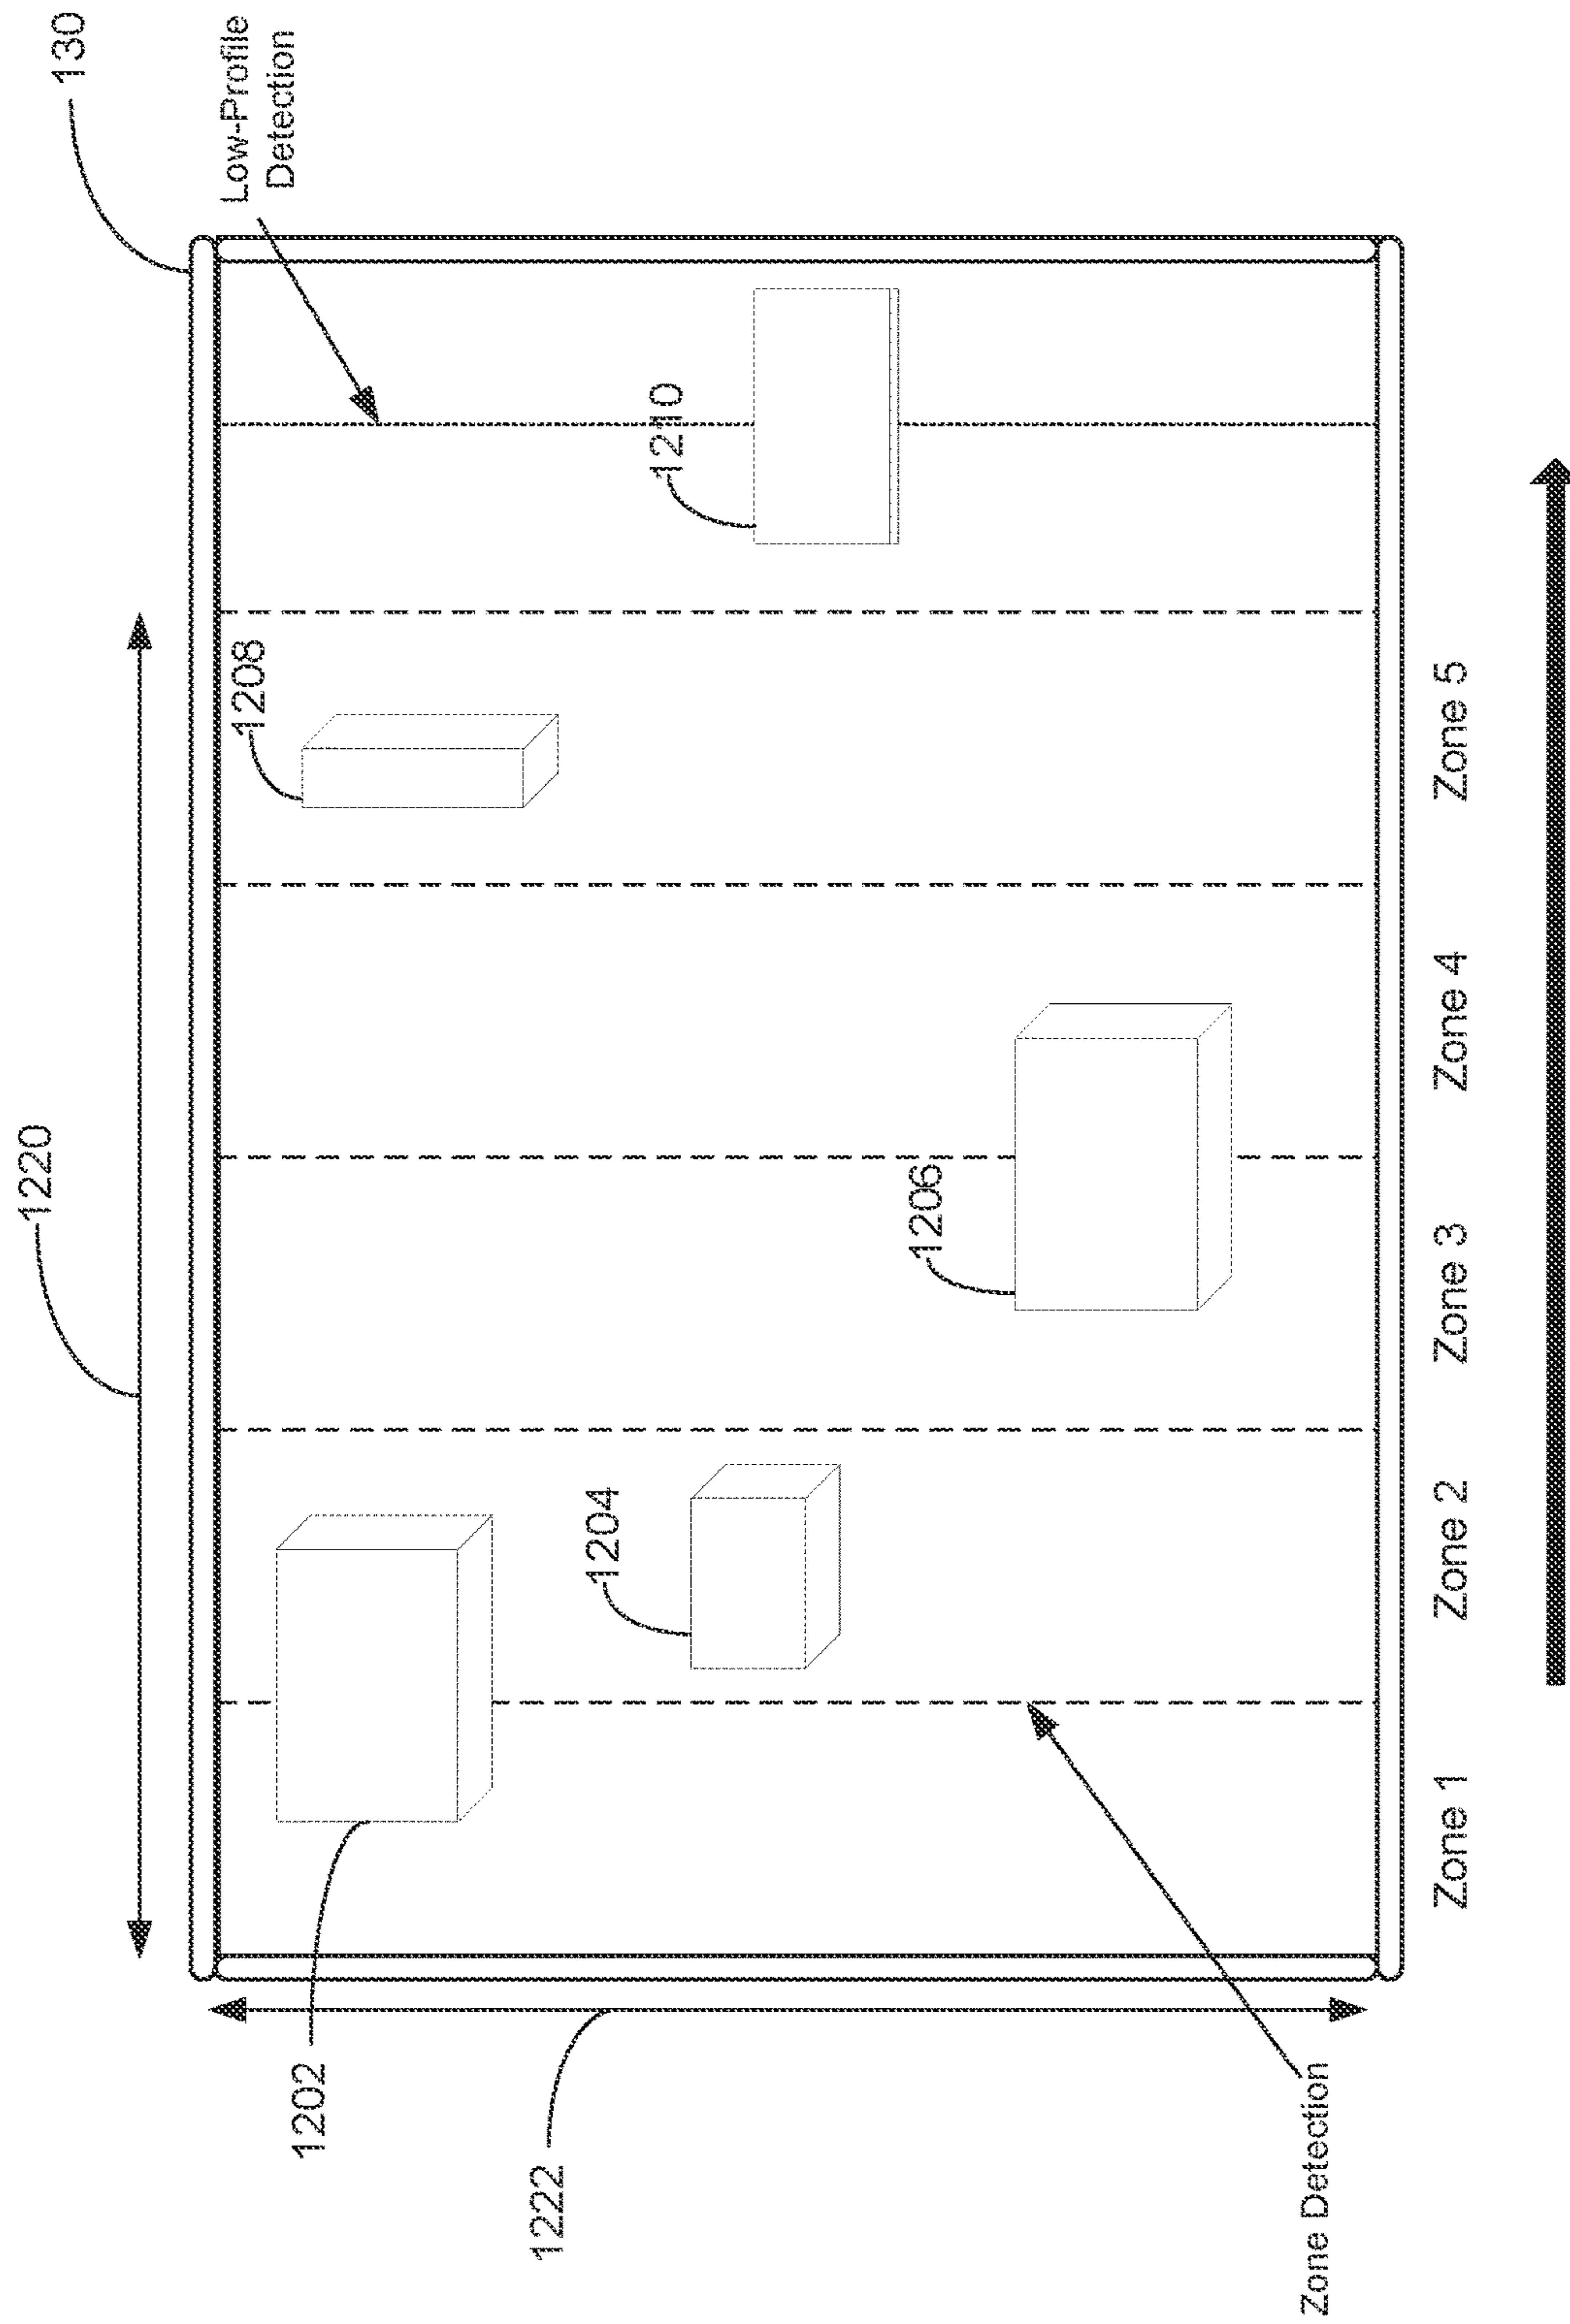 130
Low-Profile
Detection
1220
1208
1210
1206
1204
1202
1222
Zone Detection
Zone 1
Zone 2
Zone 3
Zone 4
Zone 5